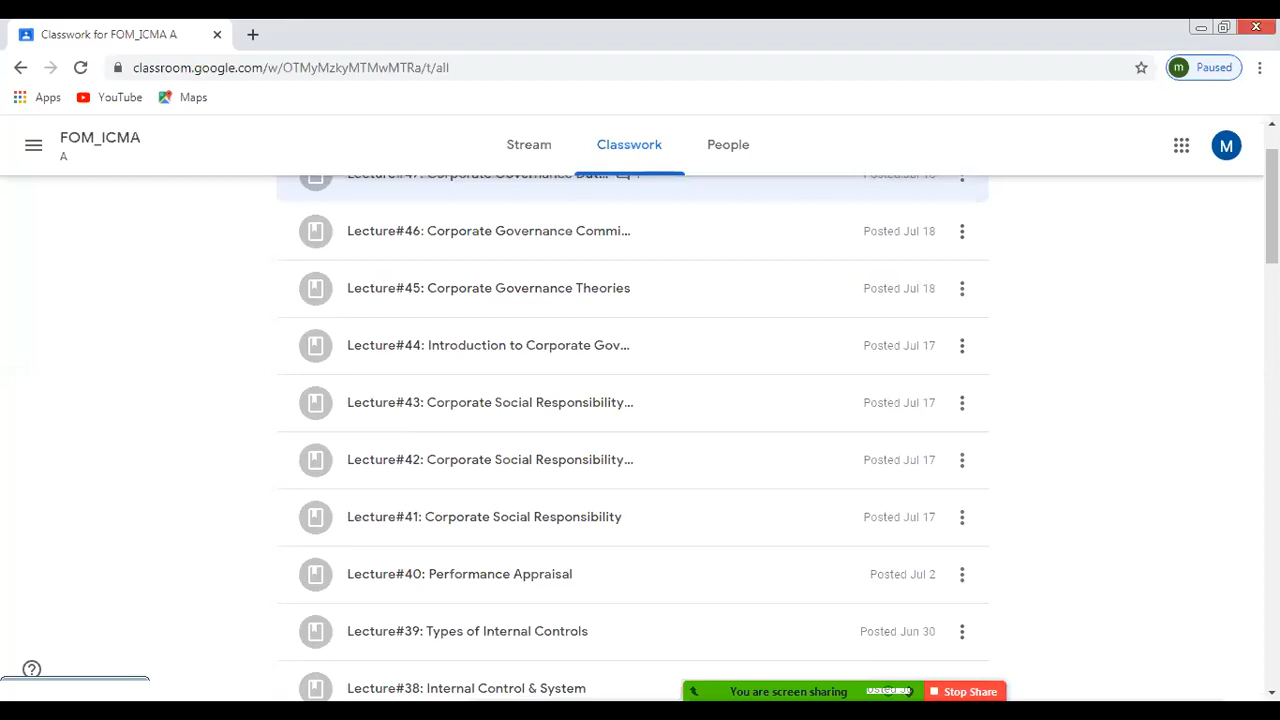 Classwork for FOM_ICMA A
classroom.google.com/w/OTMyMzkyMTMwMTRa/t/all
m Paused
Apps YouTube Maps
FOM_ICMA
A
Stream Classwork People
M
Lecture#47: Corporate Governance
Lecture#46: Corporate Governance Commi... Posted Jul 18
Lecture#45: Corporate Governance Theories Posted Jul 18
Lecture#44: Introduction to Corporate Gov... Posted Jul 17
Lecture#43: Corporate Social Responsibility... Posted Jul 17
Lecture#42: Corporate Social Responsibility... Posted Jul 17
Lecture#41: Corporate Social Responsibility Posted Jul 17
Lecture#40: Performance Appraisal Posted Jul 2
Lecture#39: Types of Internal Controls Posted Jun 30
Lecture#38: Internal Control & System
You are screen sharing Stop Share